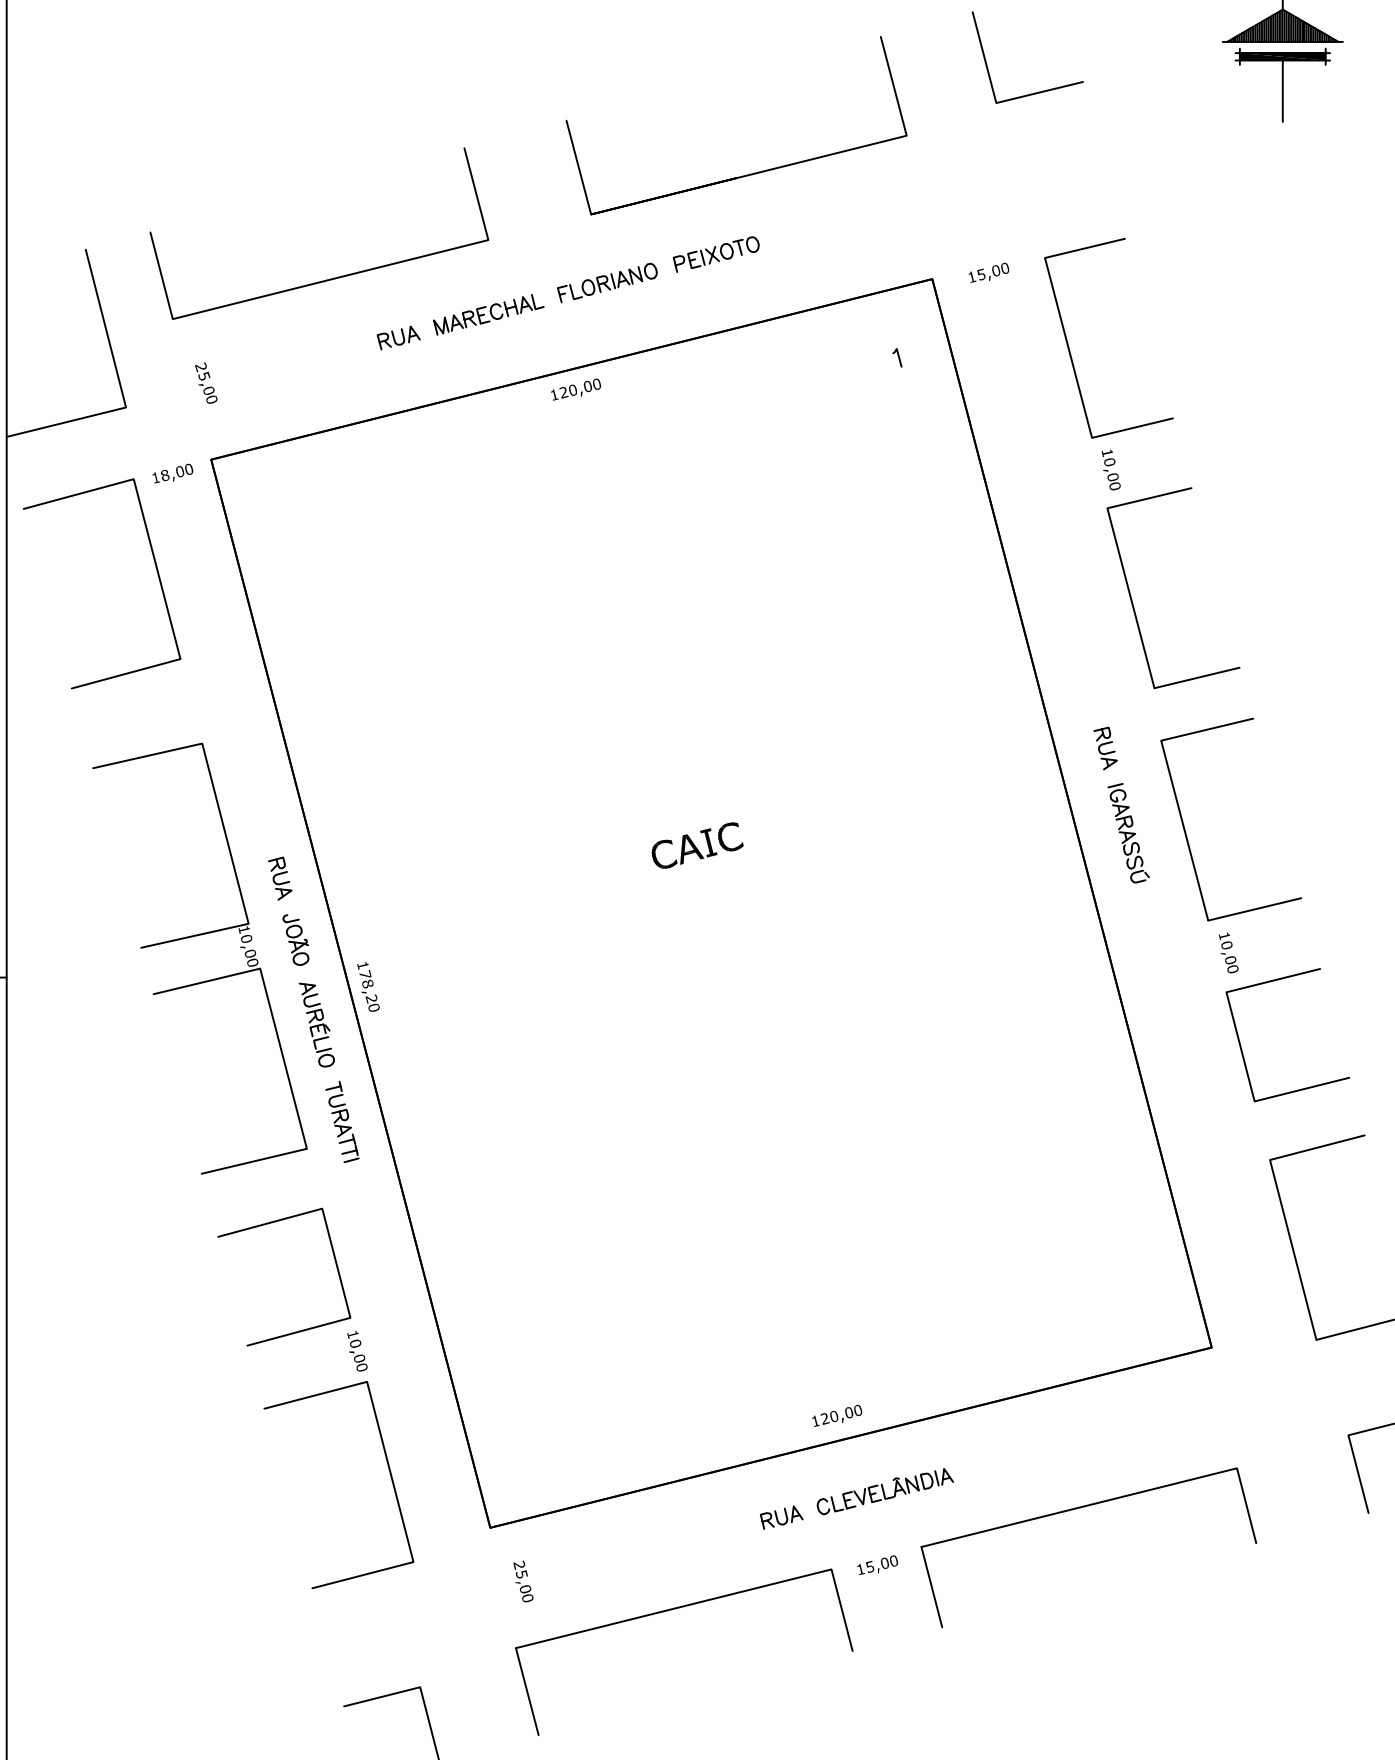 RUA MARECHAL FLORIANO PEIXOTO
15,00
25,00
120,00
1
18,00
10,00
RUA IGARASSÚ
CAIC
RUA JOÃO AURÉLIO TURATTI
10,00
178,20
10,00
10,00
120,00
RUA CLEVELÂNDIA
25,00
15,00